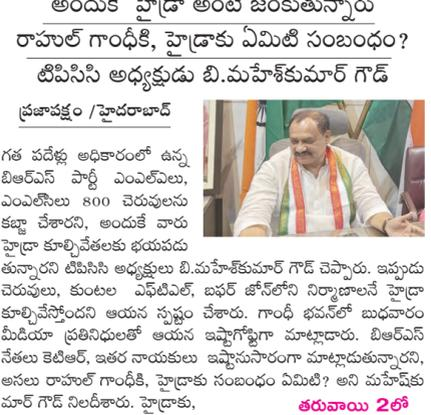 అందుకే హైడ్రా అంటే జంకుతున్నారు
రాహుల్ గాంధీకి, హైడ్రాకు ఏమిటి సంబంధం?
టిపిసిసి అధ్యక్షుడు బి.మహేశ్‌కుమార్ గౌడ్
ప్రజాపక్షం /హైదరాబాద్
గత పదేళ్లు అధికారంలో ఉన్న
బిఆర్ఎస్ పార్టీ ఎంఎల్ఎలు,
ఎంఎల్‌సిలు 800 చెరువులను
కబ్జా చేశారని, అందుకే వారు
హైడ్రా కూల్చివేతలకు భయపడు
తున్నారని టిపిసిసి అధ్యక్షులు బి.మహేశ్‌కుమార్ గౌడ్ చెప్పారు. ఇప్పుడు
చెరువులు, కుంటల ఎఫ్‌టిఎల్, బఫర్ జోన్‌లోని నిర్మాణాలనే హైడ్రా
కూల్చివేస్తోందని ఆయన స్పష్టం చేశారు. గాంధీ భవన్‌లో బుధవారం
మీడియా ప్రతినిధులతో ఆయన ఇష్టాగోష్టిగా మాట్లాడారు. బిఆర్ఎస్
నేతలు కెటిఆర్, ఇతర నాయకులు ఇష్టానుసారంగా మాట్లాడుతున్నారని,
అసలు రాహుల్ గాంధీకి, హైడ్రాకు సంబంధం ఏమిటి? అని మహేష్‌కు
మార్ గౌడ్ నిలదీశారు. హైడ్రాకు, తరువాయి 2లో